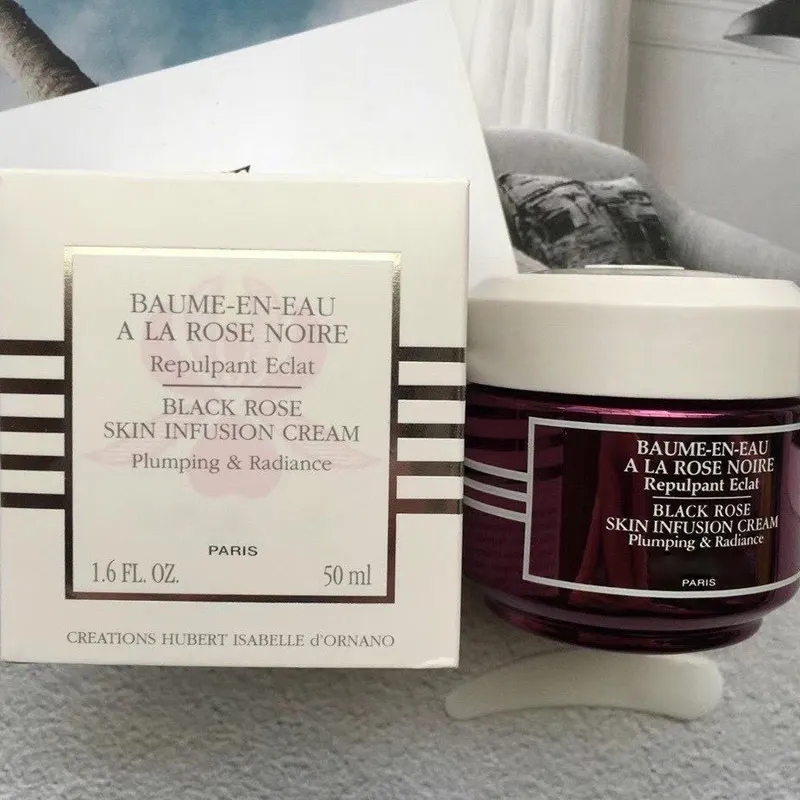 BAUME-EN-EAU
A LA ROSE NOIRE
Repulpant Eclat
BLACK ROSE
SKIN INFUSION CREAM
Plumping & Radiance
PARIS
1.6 FL. OZ. 50 ml
CREATIONS HUBERT ISABELLE d'ORNANO
BAUME-EN-EAU
A LA ROSE NOIRE
Repulpant Eclat
BLACK ROSE
SKIN INFUSION CREAM
Plumping & Radiance
PARIS